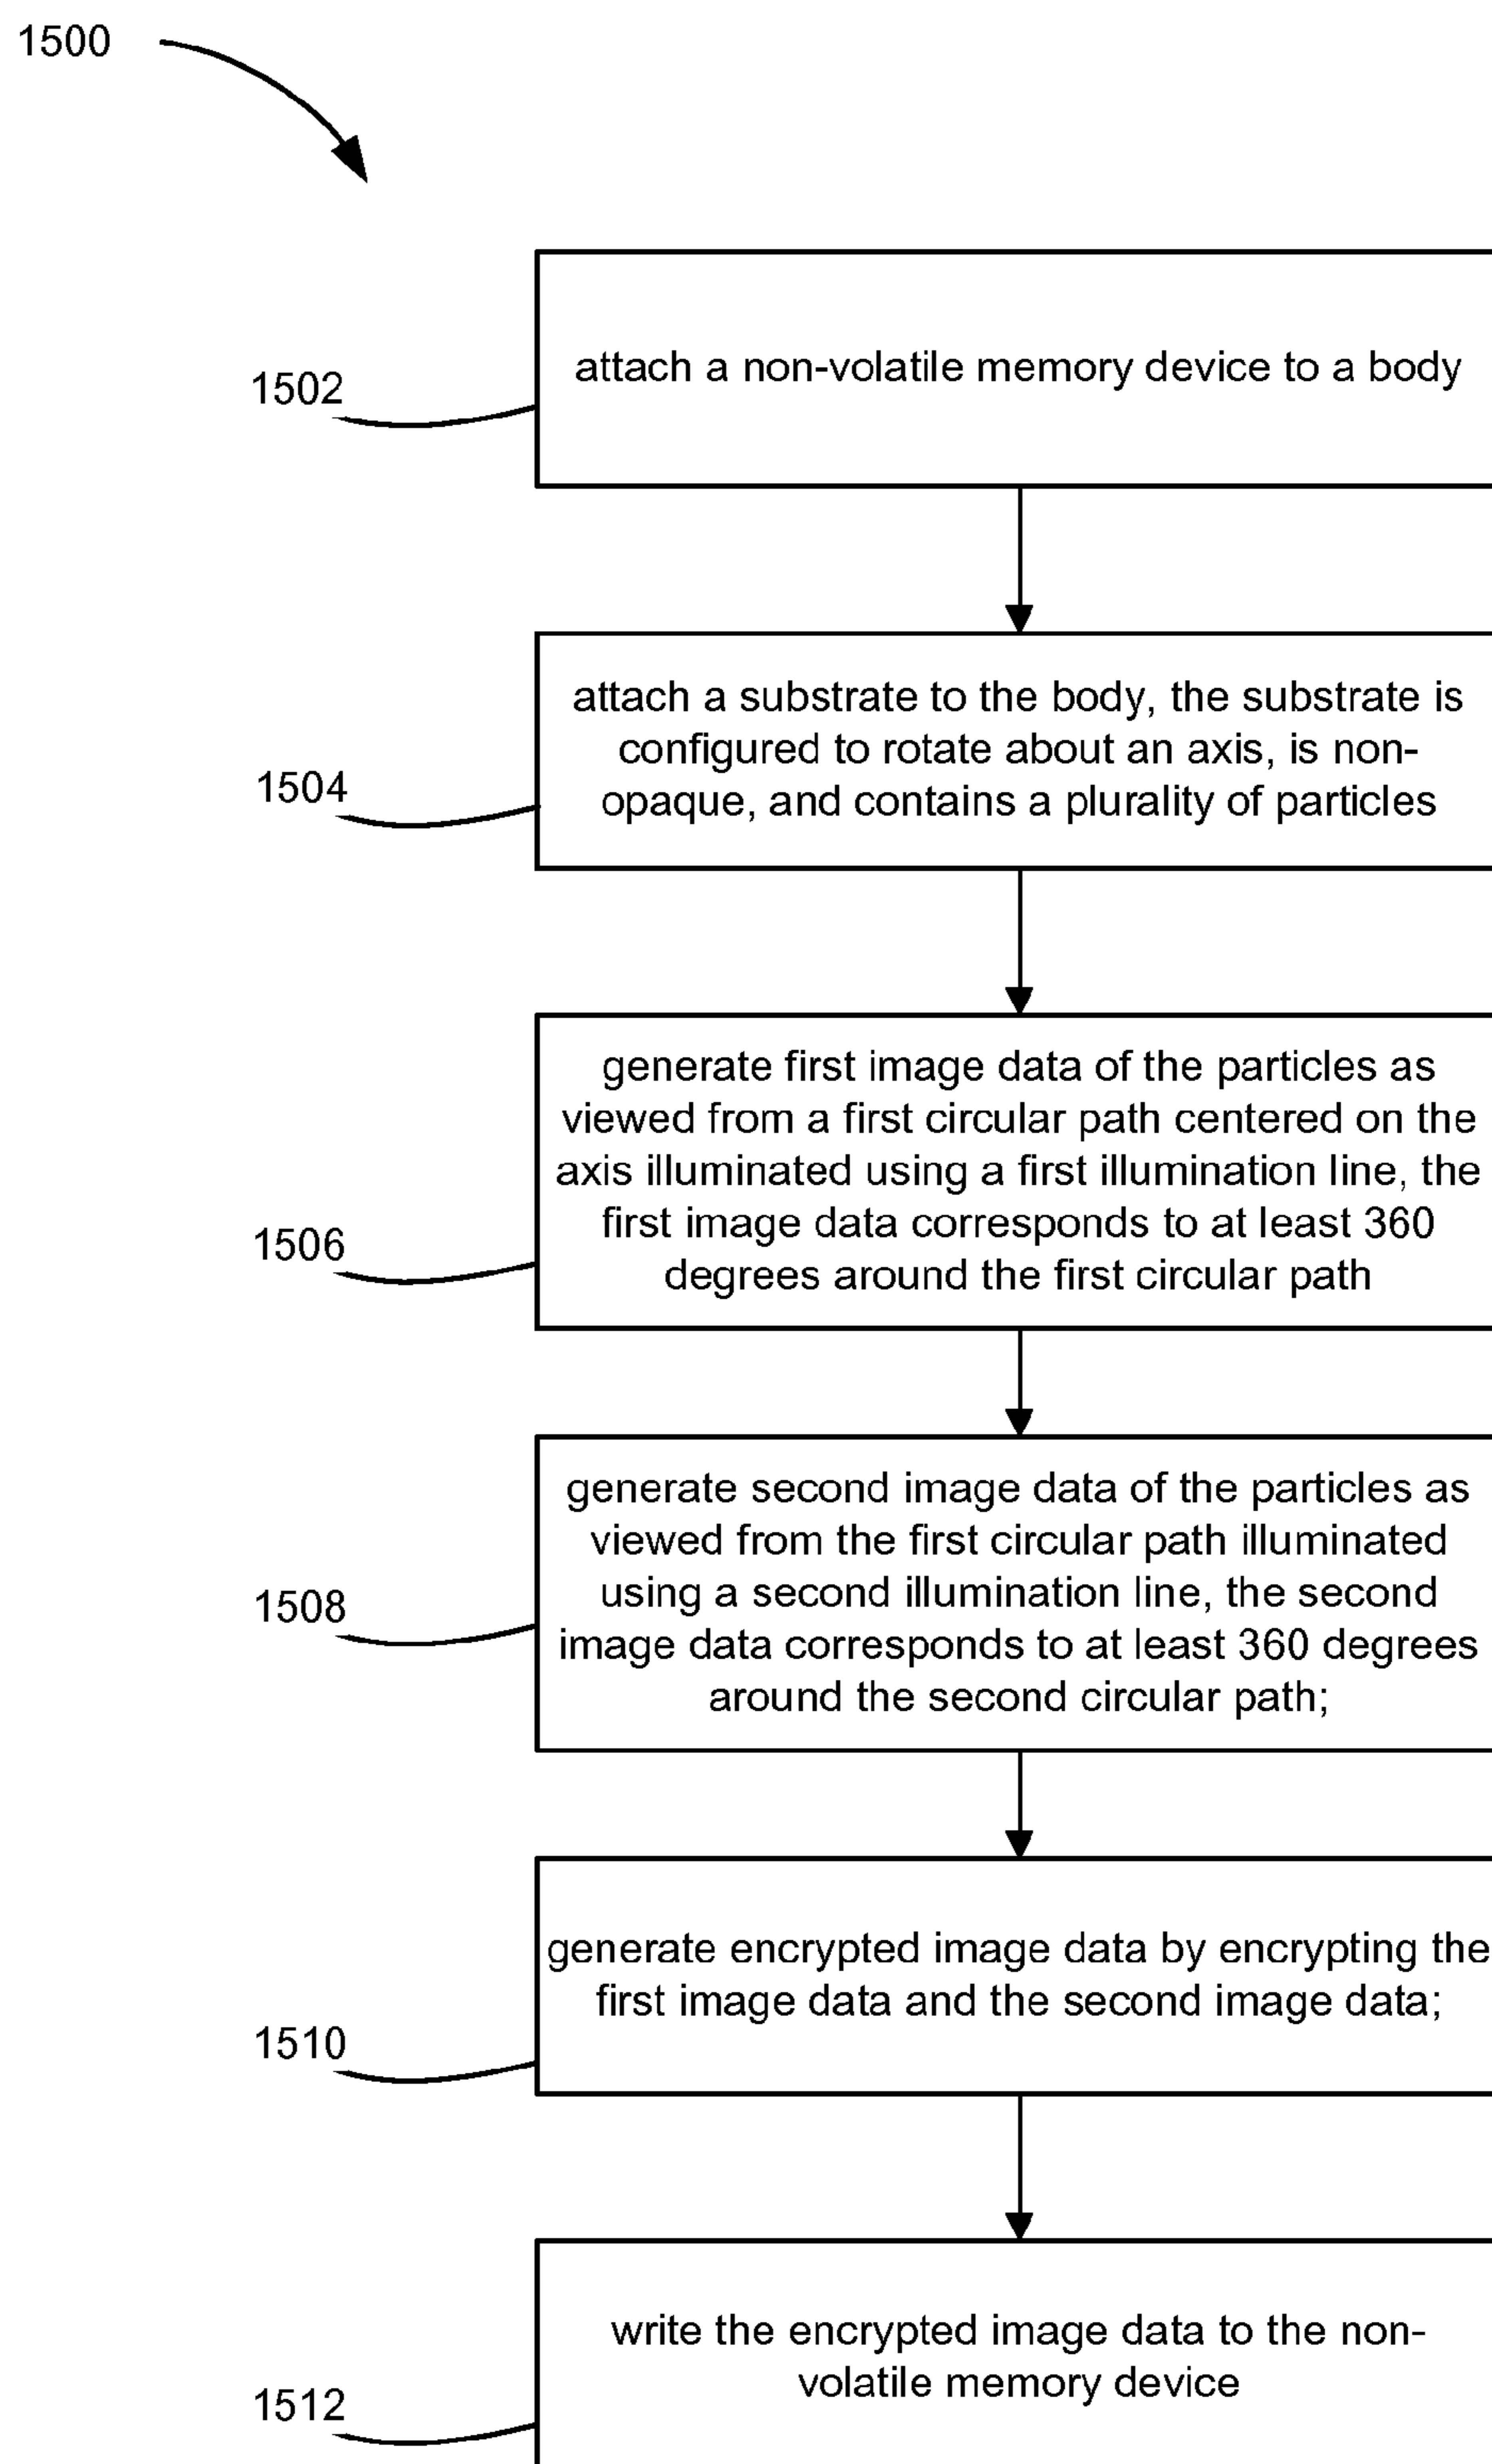 1500
1502
attach a non-volatile memory device to a body
1504
attach a substrate to the body, the substrate is
configured to rotate about an axis, is non-
opaque, and contains a plurality of particles
1506
generate first image data of the particles as
viewed from a first circular path centered on the
axis illuminated using a first illumination line, the
first image data corresponds to at least 360
degrees around the first circular path
1508
generate second image data of the particles as
viewed from the first circular path illuminated
using a second illumination line, the second
image data corresponds to at least 360 degrees
around the second circular path;
1510
generate encrypted image data by encrypting the
first image data and the second image data;
1512
write the encrypted image data to the non-
volatile memory device